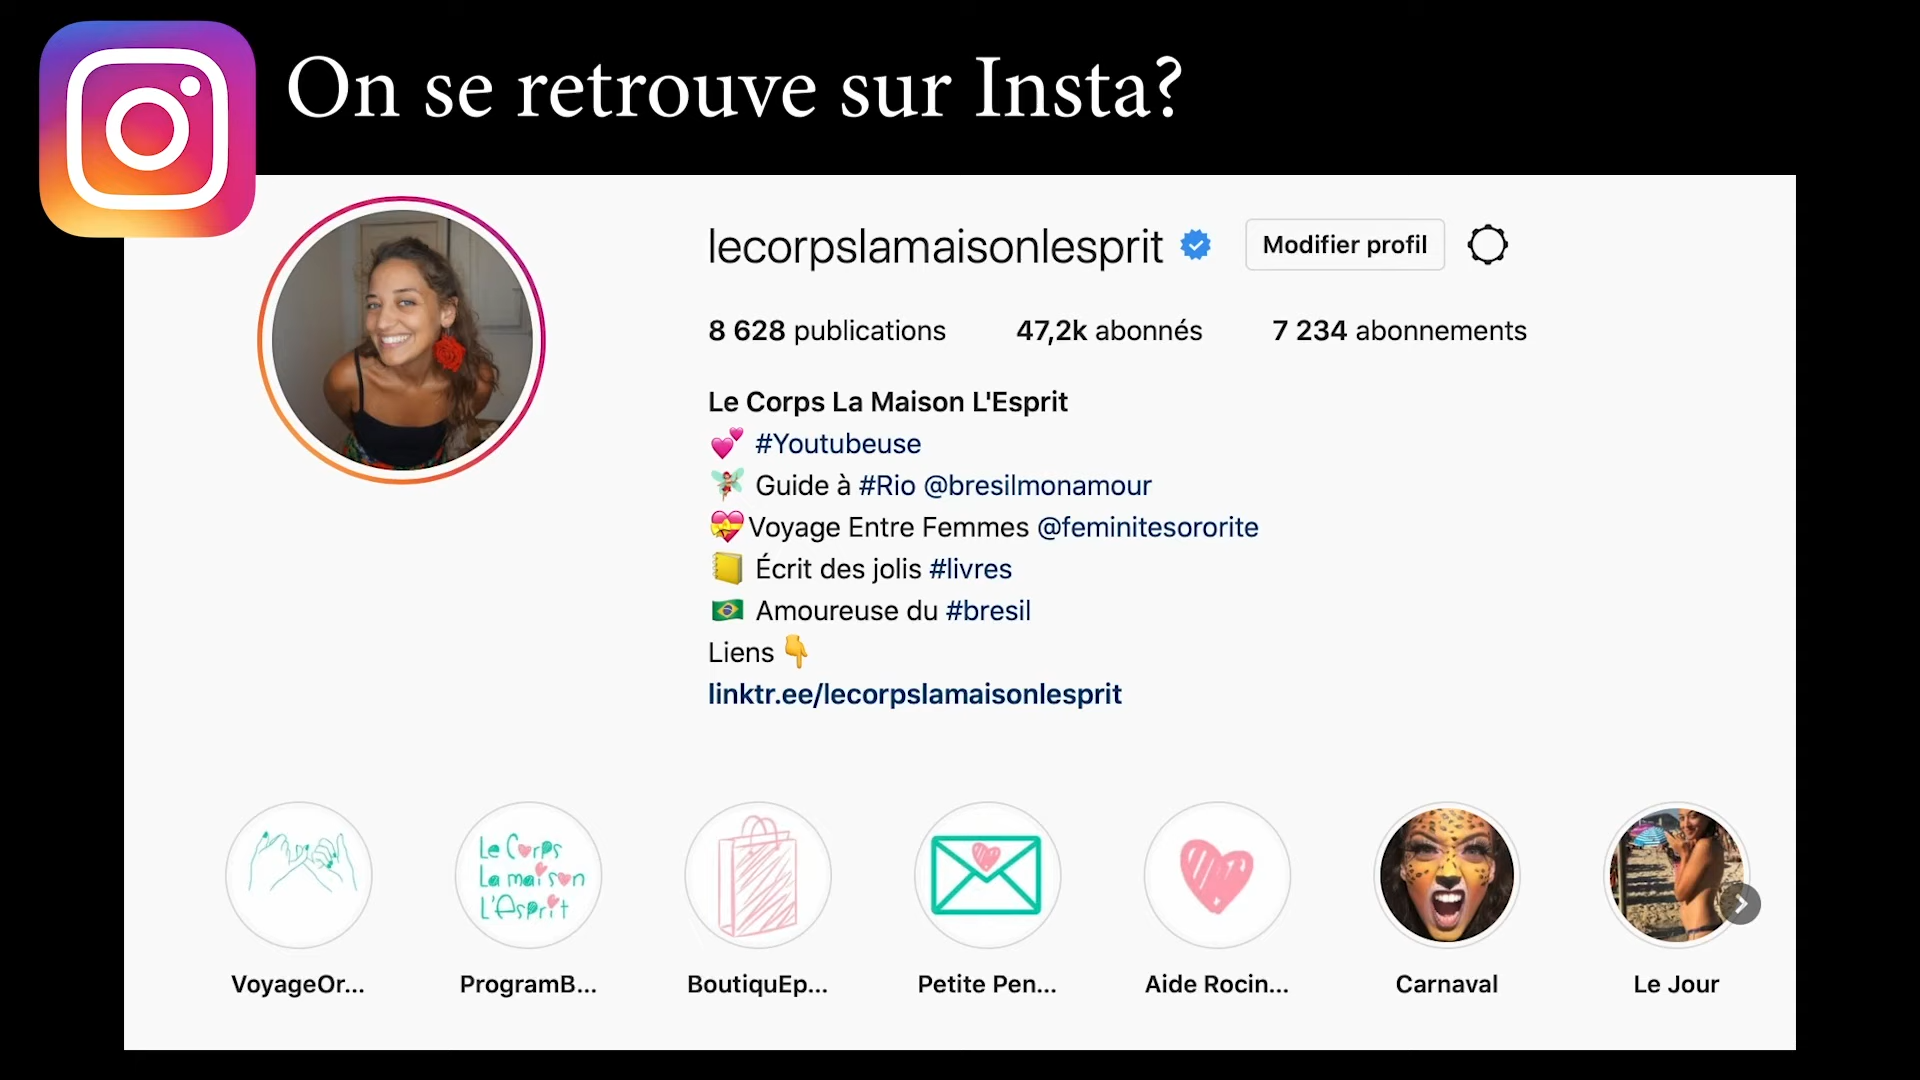 On se retrouve sur Insta?
lecorpslamaisonlesprit
Modifier profil
8 628 publications 47,2k abonnés 7 234 abonnements
Le Corps La Maison L'Esprit
💕 #Youtubeuse
🧚 Guide à #Rio @bresilmonamour
💝Voyage Entre Femmes @feminitesororite
📒 Écrit des jolis #livres
🇧🇷 Amoureuse du #bresil
Liens 👇
linktr.ee/lecorpslamaisonlesprit
Le Corps
La maison
L'Esprit
VoyageOr... ProgramB... BoutiquEp... Petite Pen... Aide Rocin... Carnaval Le Jour